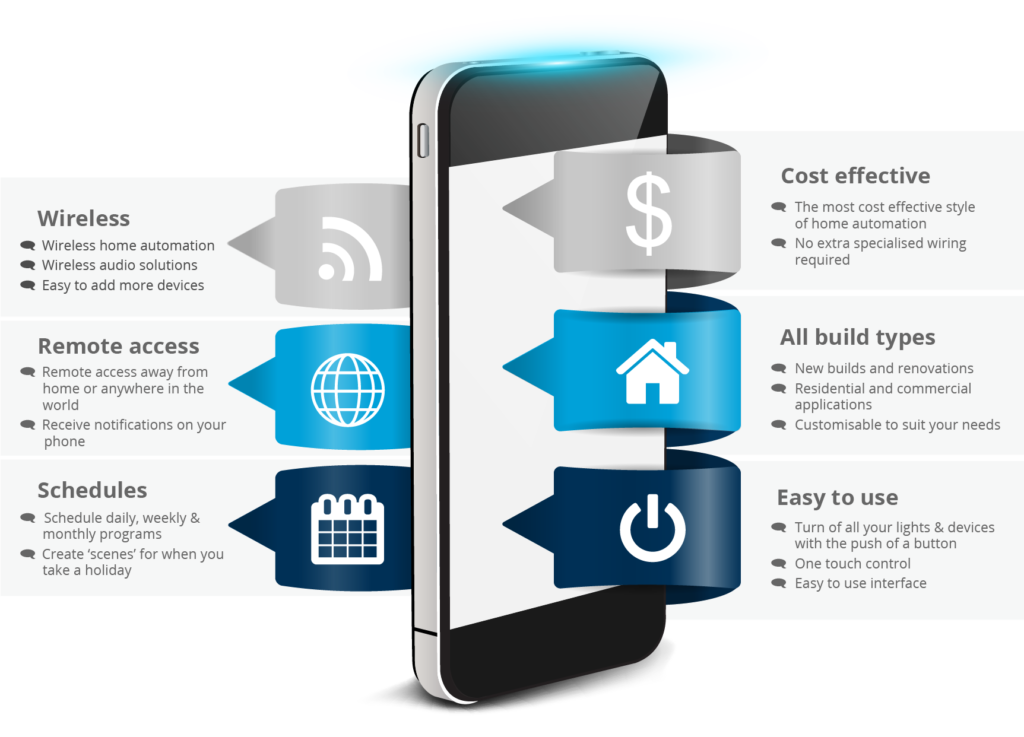 Wireless
Wireless home automation
Wireless audio solutions
Easy to add more devices
Remote access
Remote access away from
home or anywhere in the
world
Receive notifications on your
phone
Schedules
Schedule daily, weekly &
monthly programs
Create ‘scenes’ for when you
take a holiday
$
Cost effective
The most cost effective style
of home automation
No extra specialised wiring
required
All build types
New builds and renovations
Residential and commercial
applications
Customisable to suit your needs
Easy to use
Turn of all your lights & devices
with the push of a button
One touch control
Easy to use interface